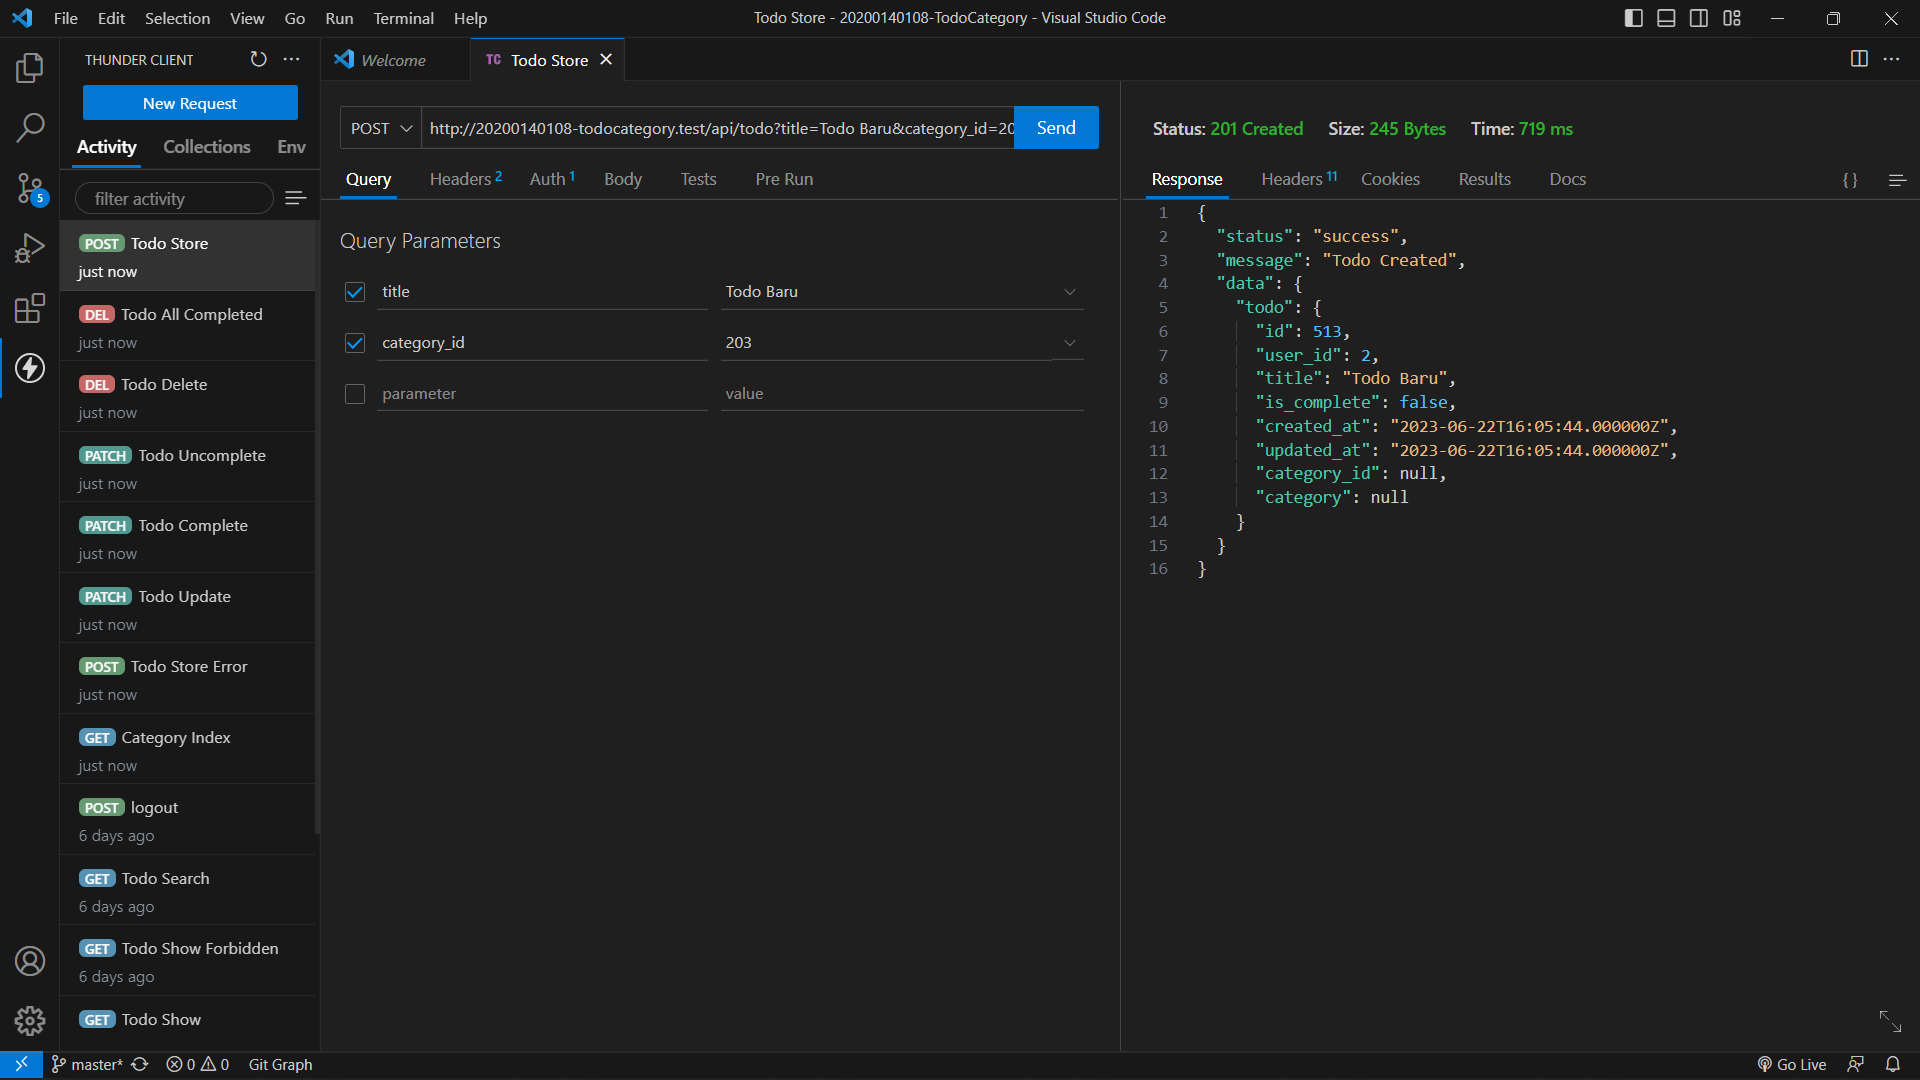 File Edit Selection View Go Run Terminal Help
Todo Store - 20200140108-TodoCategory - Visual Studio Code
THUNDER CLIENT
New Request
Activity Collections Env
filter activity
POST Todo Store
just now
DEL Todo All Completed
just now
DEL Todo Delete
just now
PATCH Todo Uncomplete
just now
PATCH Todo Complete
just now
PATCH Todo Update
just now
POST Todo Store Error
just now
GET Category Index
just now
POST logout
6 days ago
GET Todo Search
6 days ago
GET Todo Show Forbidden
6 days ago
GET Todo Show
5
Welcome
TC Todo Store
POST http://20200140108-todocategory.test/api/todo?title=Todo Baru&category_id=20 Send
Query Headers 2 Auth 1 Body Tests Pre Run
Query Parameters
title Todo Baru
category_id 203
parameter value
Status: 201 Created Size: 245 Bytes Time: 719 ms
Response Headers 11 Cookies Results Docs { }
1 {
2 "status": "success",
3 "message": "Todo Created",
4 "data": {
5 "todo": {
6 "id": 513,
7 "user_id": 2,
8 "title": "Todo Baru",
9 "is_complete": false,
10 "created_at": "2023-06-22T16:05:44.000000Z",
11 "updated_at": "2023-06-22T16:05:44.000000Z",
12 "category_id": null,
13 "category": null
14 }
15 }
16 }
master* 0 0 Git Graph
Go Live